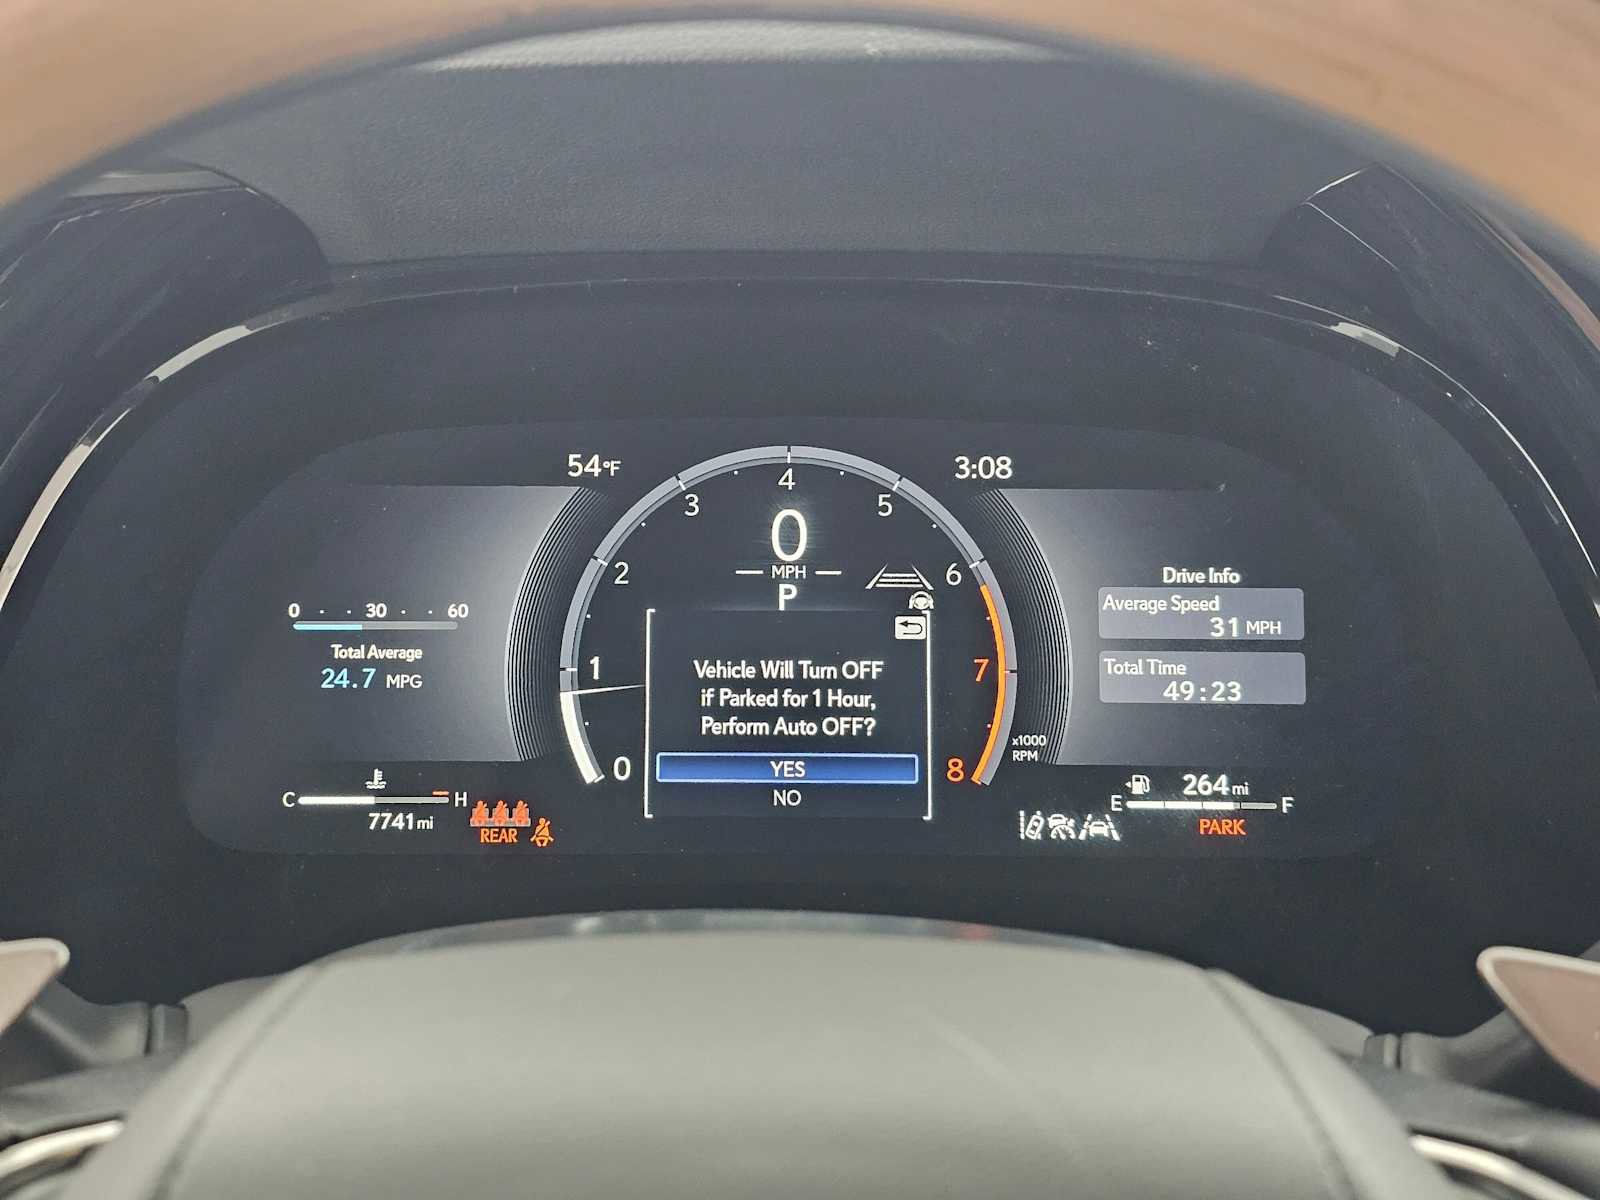 54°F
3:08
0 1 2 3 4 5 6 7 8
0
MPH
P
x1000
RPM
0 30 60
Total Average
24.7 MPG
Vehicle Will Turn OFF
if Parked for 1 Hour,
Perform Auto OFF?
YES
NO
Drive Info
Average Speed
31 MPH
Total Time
49:23
C H
7741 mi
REAR
264 mi
E F
PARK